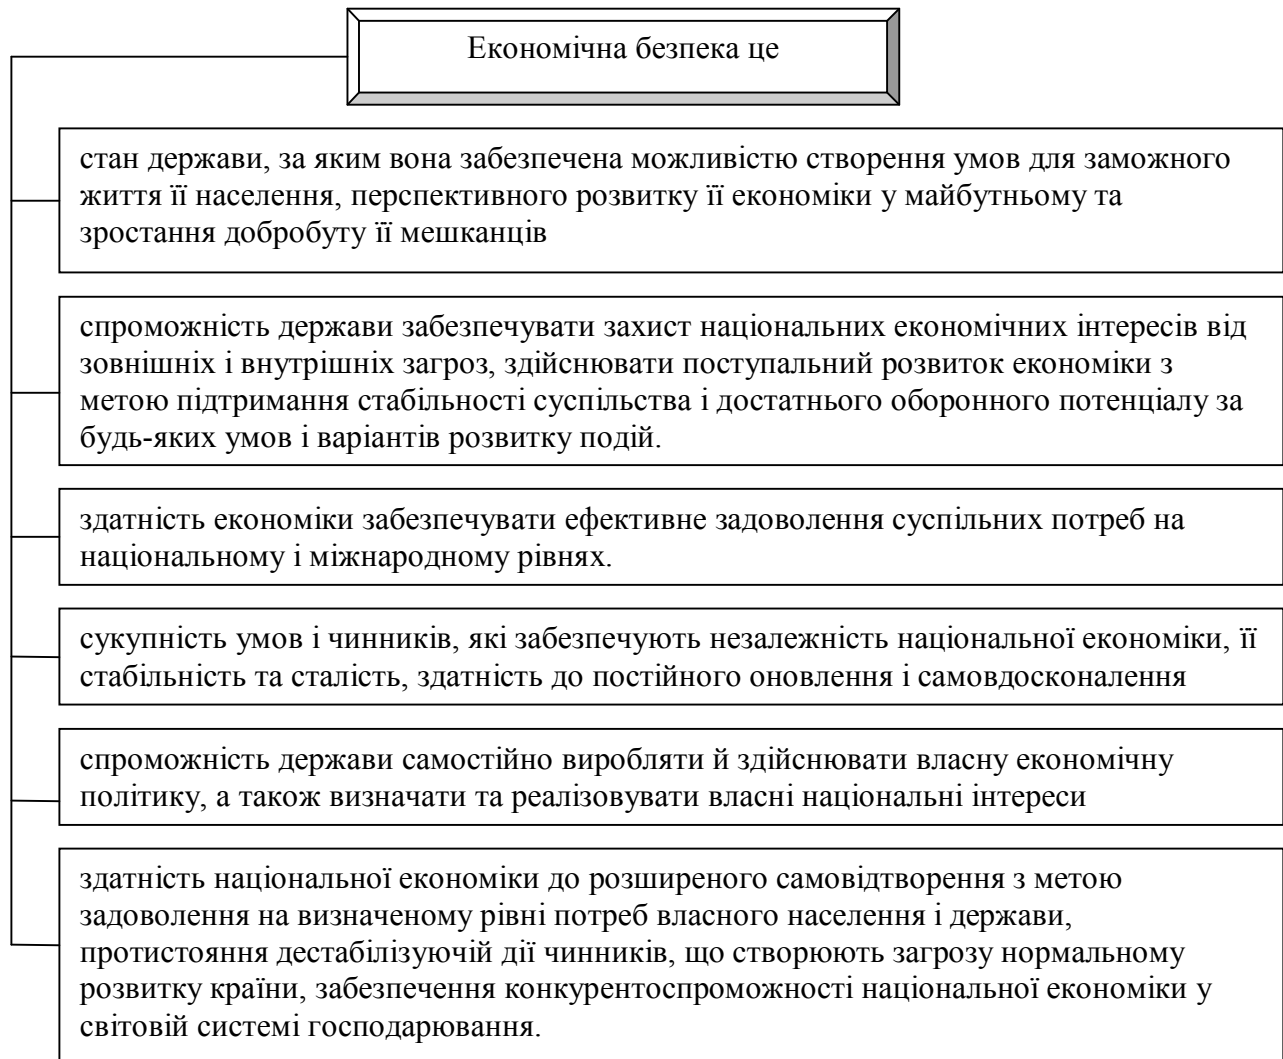 Економічна безпека це
стан держави, за яким вона забезпечена можливістю створення умов для заможного
життя її населення, перспективного розвитку її економіки у майбутньому та
зростання добробуту її мешканців
спроможність держави забезпечувати захист національних економічних інтересів від
зовнішніх і внутрішніх загроз, здійснювати поступальний розвиток економіки з
метою підтримання стабільності суспільства і достатнього оборонного потенціалу за
будь-яких умов і варіантів розвитку подій.
здатність економіки забезпечувати ефективне задоволення суспільних потреб на
національному і міжнародному рівнях.
сукупність умов і чинників, які забезпечують незалежність національної економіки, її
стабільність та сталість, здатність до постійного оновлення і самовдосконалення
спроможність держави самостійно виробляти й здійснювати власну економічну
політику, а також визначати та реалізовувати власні національні інтереси
здатність національної економіки до розширеного самовідтворення з метою
задоволення на визначеному рівні потреб власного населення і держави,
протистояння дестабілізуючій дії чинників, що створюють загрозу нормальному
розвитку країни, забезпечення конкурентоспроможності національної економіки у
світовій системі господарювання.